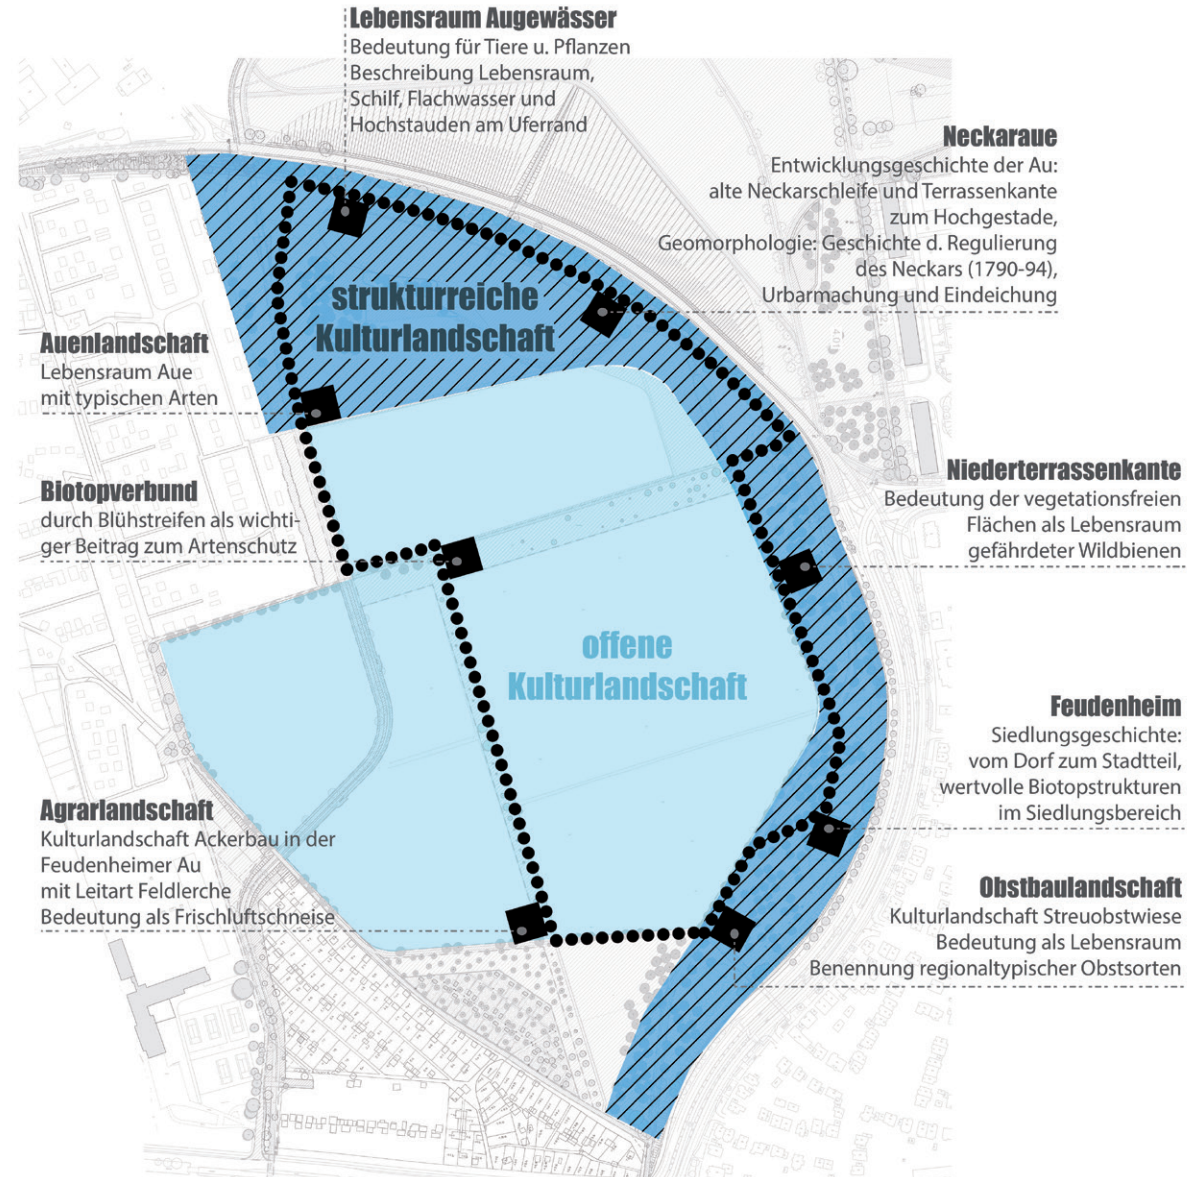 Lebensraum Augewässer
Bedeutung für Tiere u. Pflanzen
Beschreibung Lebensraum,
Schilf, Flachwasser und
Hochstauden am Uferrand
Neckaraue
Entwicklungsgeschichte der Au:
alte Neckarschleife und Terrassenkante
zum Hochgestade,
Geomorphologie: Geschichte d. Regulierung
des Neckars (1790-94),
Urbarmachung und Eindeichung
strukturreiche
Kulturlandschaft
Auenlandschaft
Lebensraum Aue
mit typischen Arten
Niederterrassenkante
Bedeutung der vegetationsfreien
Flächen als Lebensraum
gefährdeter Wildbienen
Biotopverbund
durch Blühstreifen als wichti-
ger Beitrag zum Artenschutz
offene
Kulturlandschaft
Feudenheim
Siedlungsgeschichte:
vom Dorf zum Stadtteil,
wertvolle Biotopstrukturen
im Siedlungsbereich
Agrarlandschaft
Kulturlandschaft Ackerbau in der
Feudenheimer Au
mit Leitart Feldlerche
Bedeutung als Frischluftschneise
Obstbaulandschaft
Kulturlandschaft Streuobstwiese
Bedeutung als Lebensraum
Benennung regionaltypischer Obstsorten